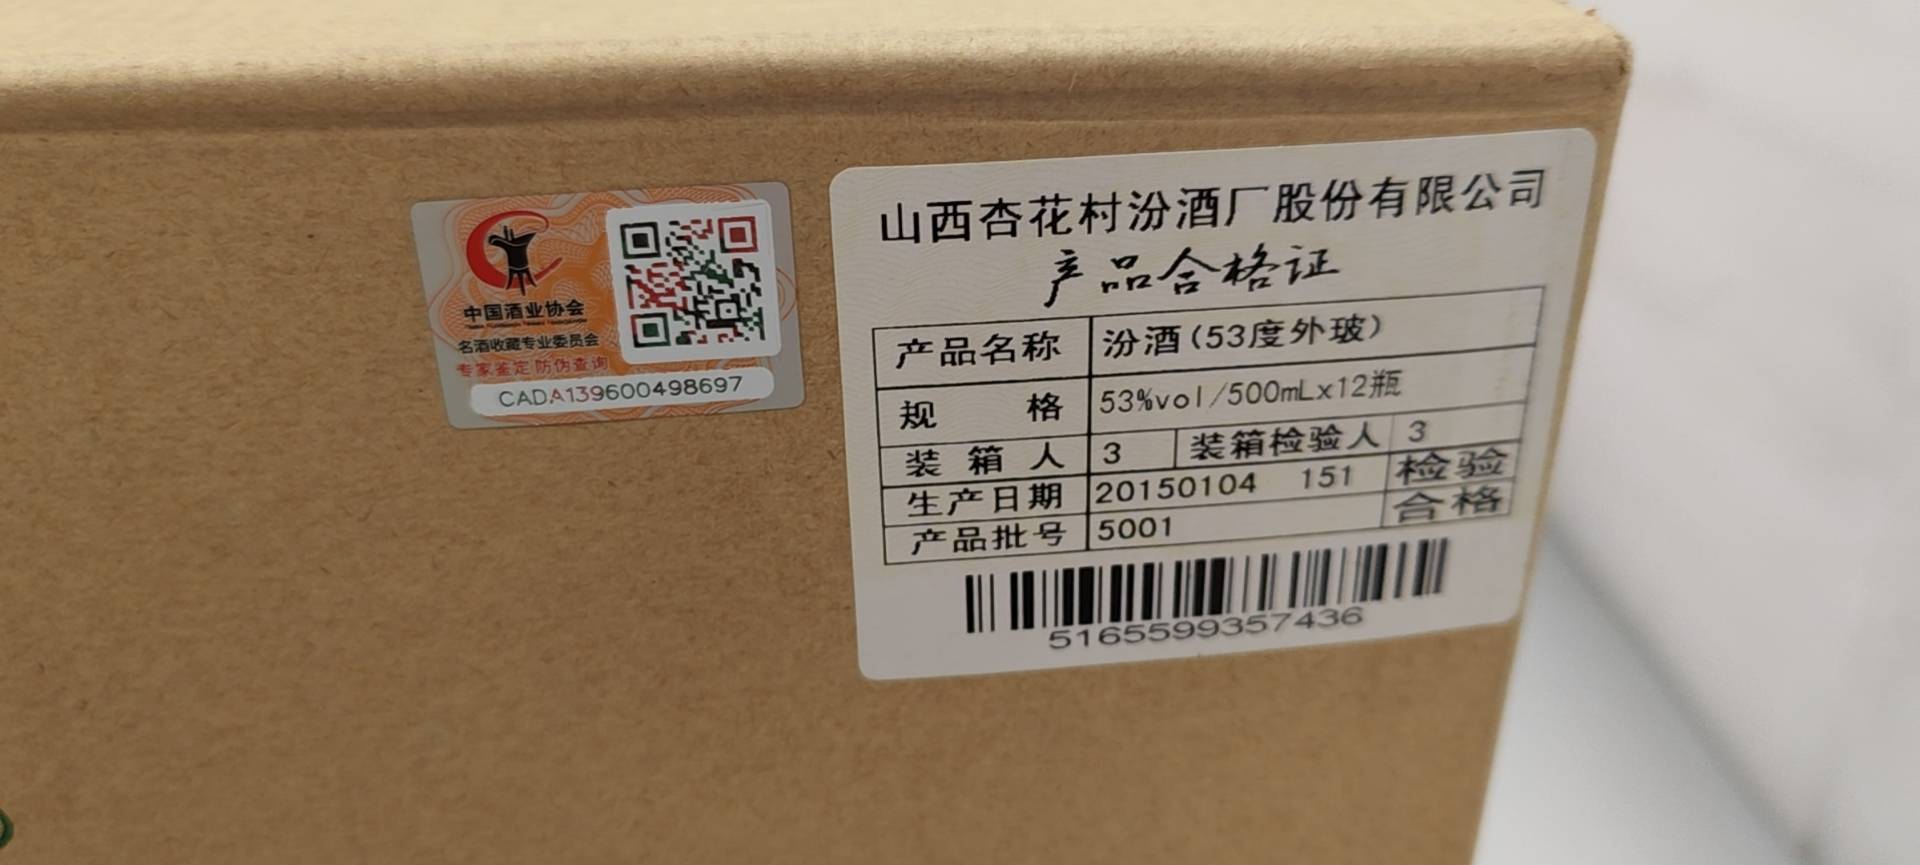 中国酒业协会
名酒收藏专业委员会
专家鉴定 防伪查询
CADA139600498697
山西杏花村汾酒厂股份有限公司
产品合格证
产品名称 汾酒(53度外玻)
规 格 53%vol/500mLx12瓶
装箱人 3 装箱检验人 3
生产日期 20150104 151 检验
产品批号 5001 合格
5165599357436